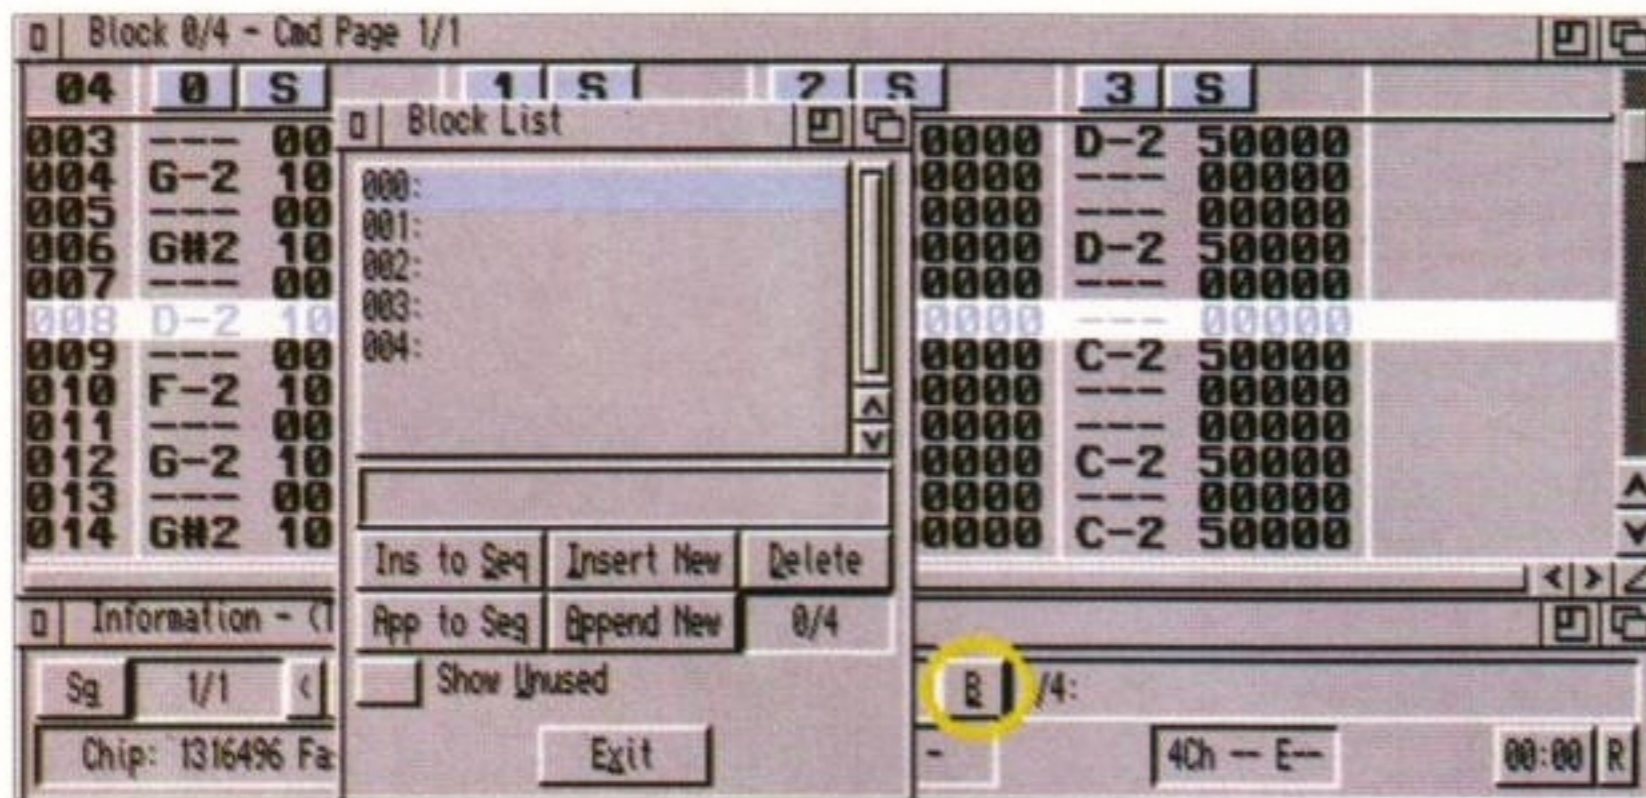 Block 0/4 - Cmd Page 1/1
04 0 S 1 S 2 S 3 S
Block List
003 --- 00 0000 D-2 50000
004 G-2 10 0000 --- 00000
005 --- 00 0000 --- 00000
006 G#2 10 0000 D-2 50000
007 --- 00 0000 --- 00000
008 D-2 10 0000 --- 00000
009 --- 00 0000 C-2 50000
010 F-2 10 0000 --- 00000
011 --- 00 0000 --- 00000
012 G-2 10 0000 C-2 50000
013 --- 00 0000 --- 00000
014 G#2 10 0000 C-2 50000
000:
001:
002:
003:
004:
Ins to Seq Insert New Delete
App to Seq Append New 0/4
Show Unused
Exit
Information - (T
Sg 1/1 < B /4:
Chip: 1316496 Fa - 4Ch -- E-- 00:00 R